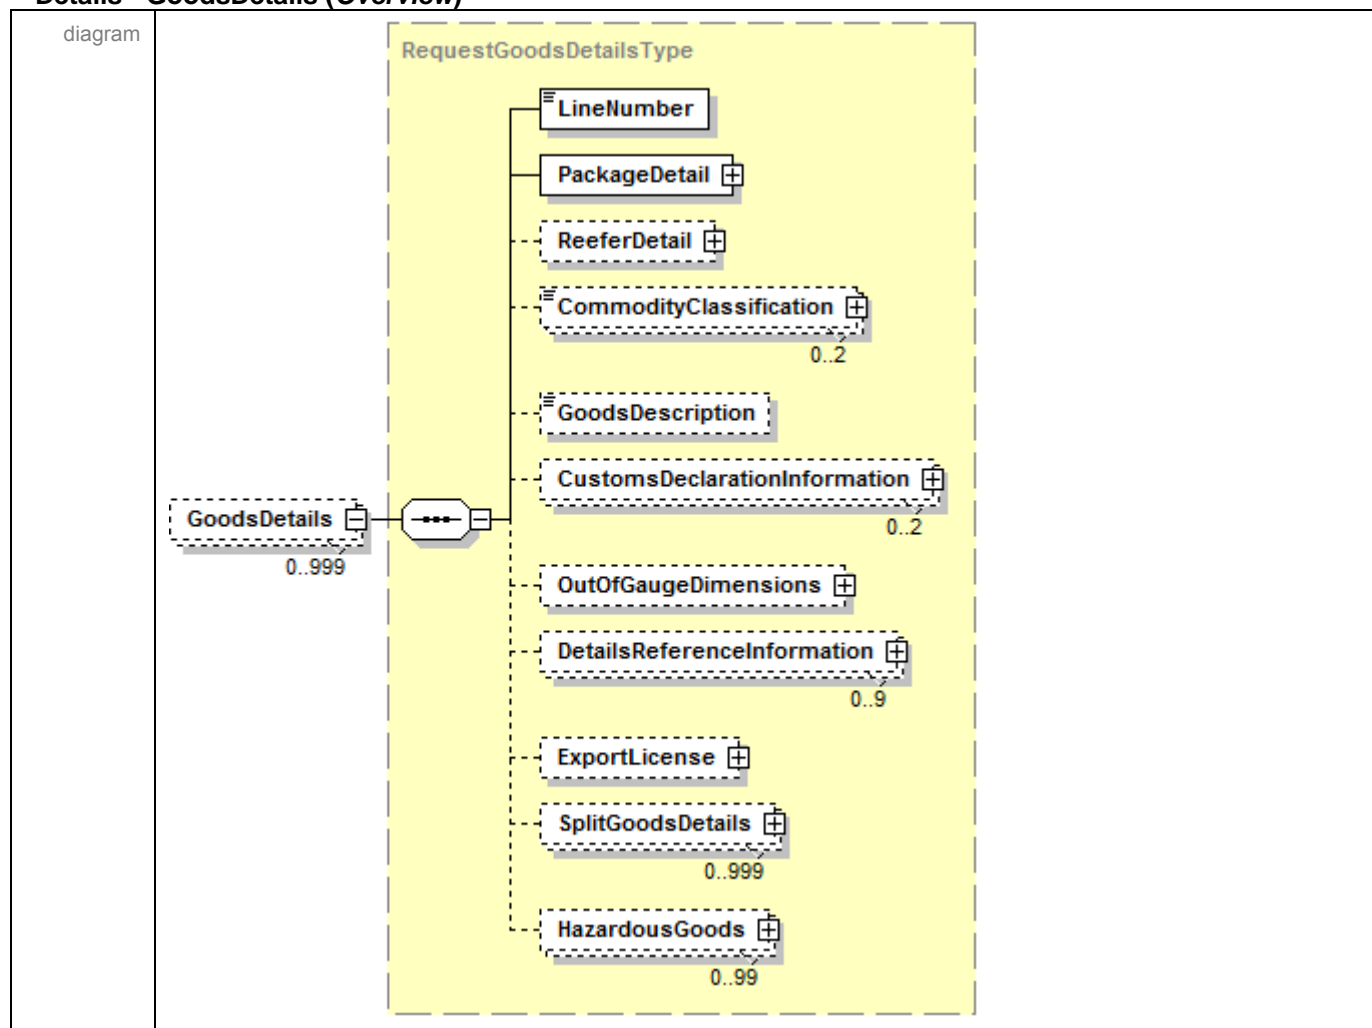 Details - GoodsDetails (Overview)
diagram
RequestGoodsDetailsType
LineNumber
PackageDetail
ReeferDetail
CommodityClassification
0..2
GoodsDescription
CustomsDeclarationInformation
0..2
GoodsDetails
0..999
OutOfGaugeDimensions
DetailsReferenceInformation
0..9
ExportLicense
SplitGoodsDetails
0..999
HazardousGoods
0..99